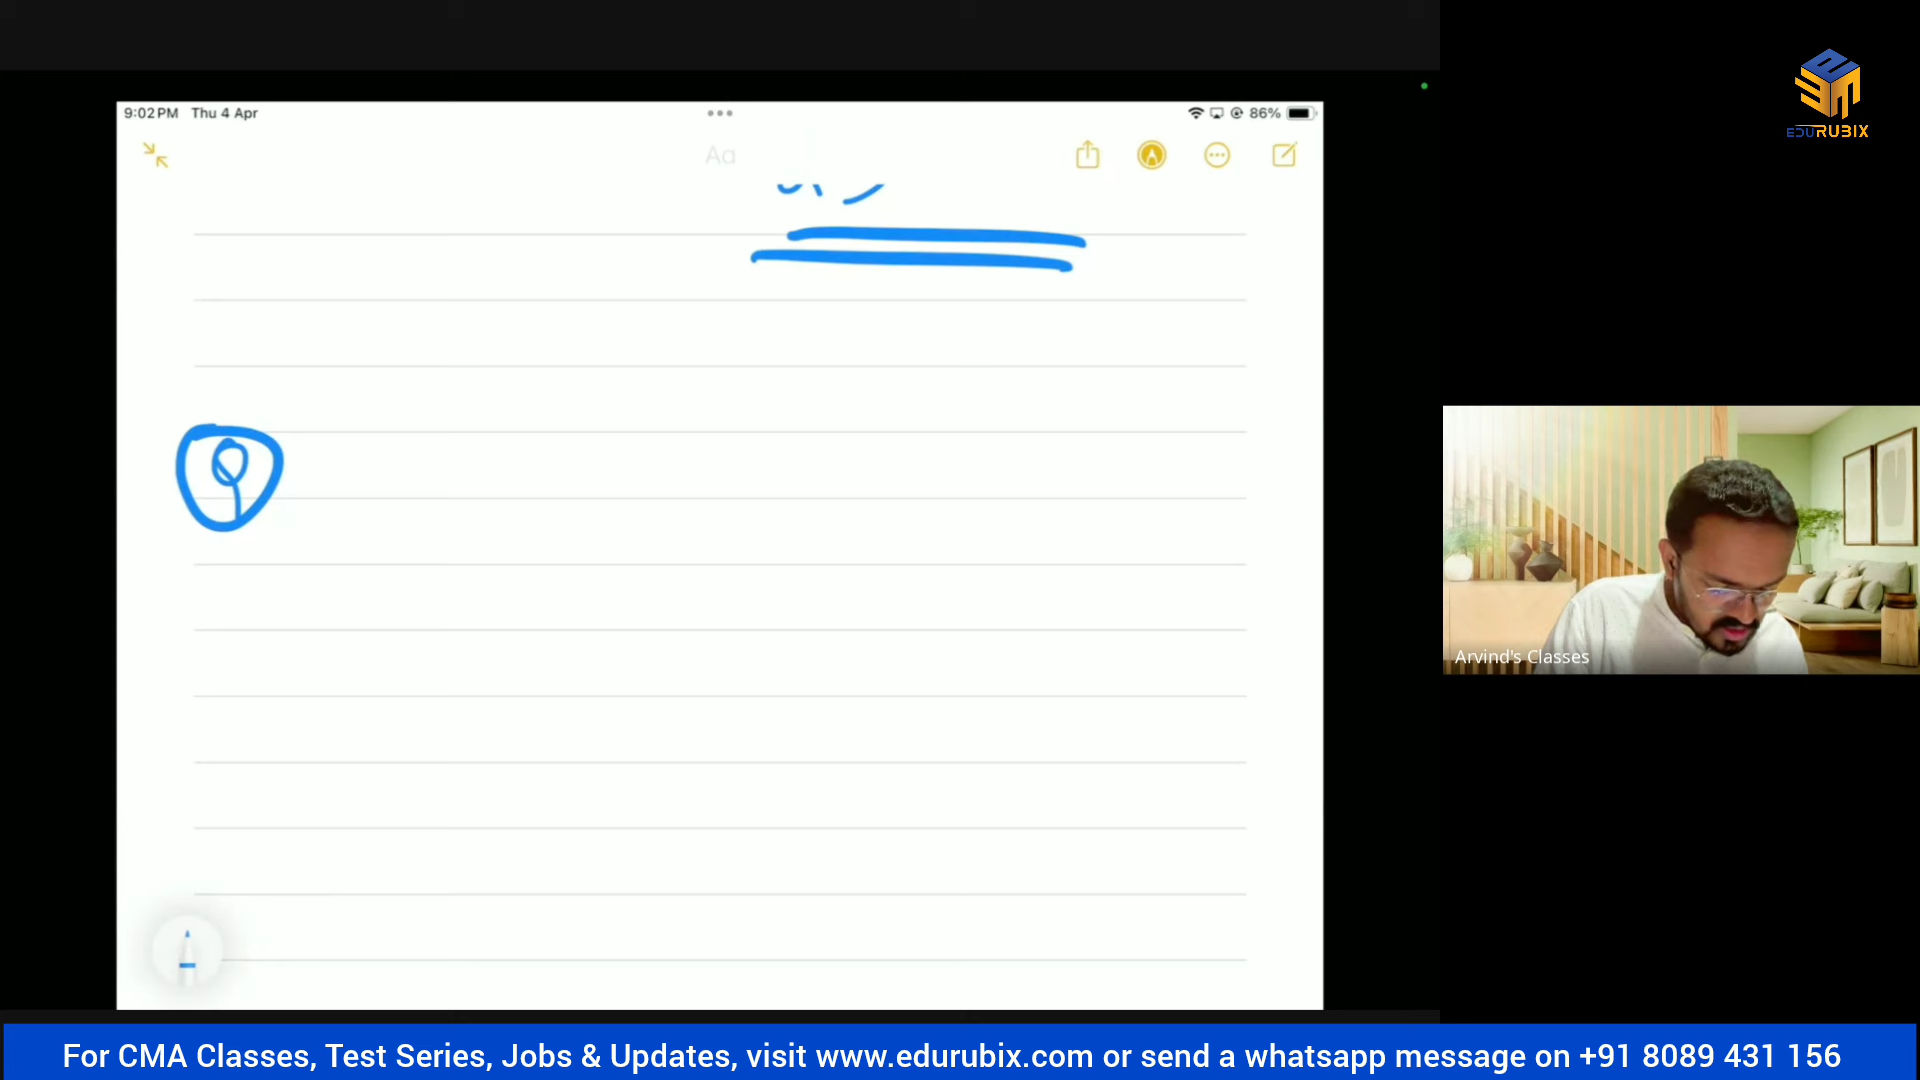 9:02 PM Thu 4 Apr
86%
Aa
9
EDURUBIX
Arvind's Classes
For CMA Classes, Test Series, Jobs & Updates, visit www.edurubix.com or send a whatsapp message on +91 8089 431 156